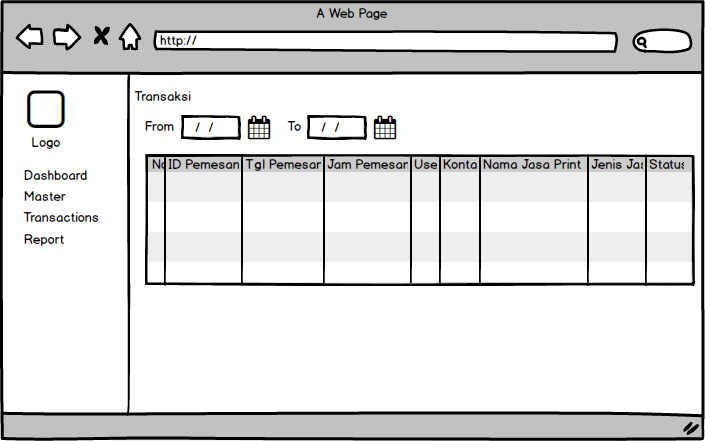 A Web Page
http://
Logo
Dashboard
Master
Transactions
Report
Transaksi
From / / To / /
No ID Pemesan Tgl Pemesar Jam Pemesar Use Konta Nama Jasa Print Jenis Jas Status